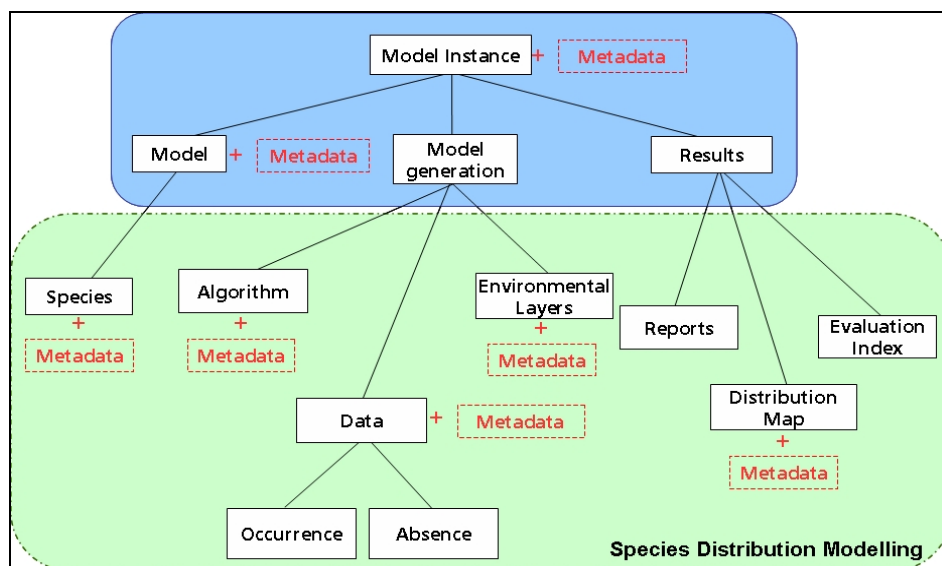 Model Instance + Metadata
Model + Metadata
Model
generation
Results
Species
+
Metadata
Algorithm
+
Metadata
Environmental
Layers
+
Metadata
Reports
Evaluation
Index
Data + Metadata
Distribution
Map
+
Metadata
Occurrence
Absence
Species Distribution Modelling